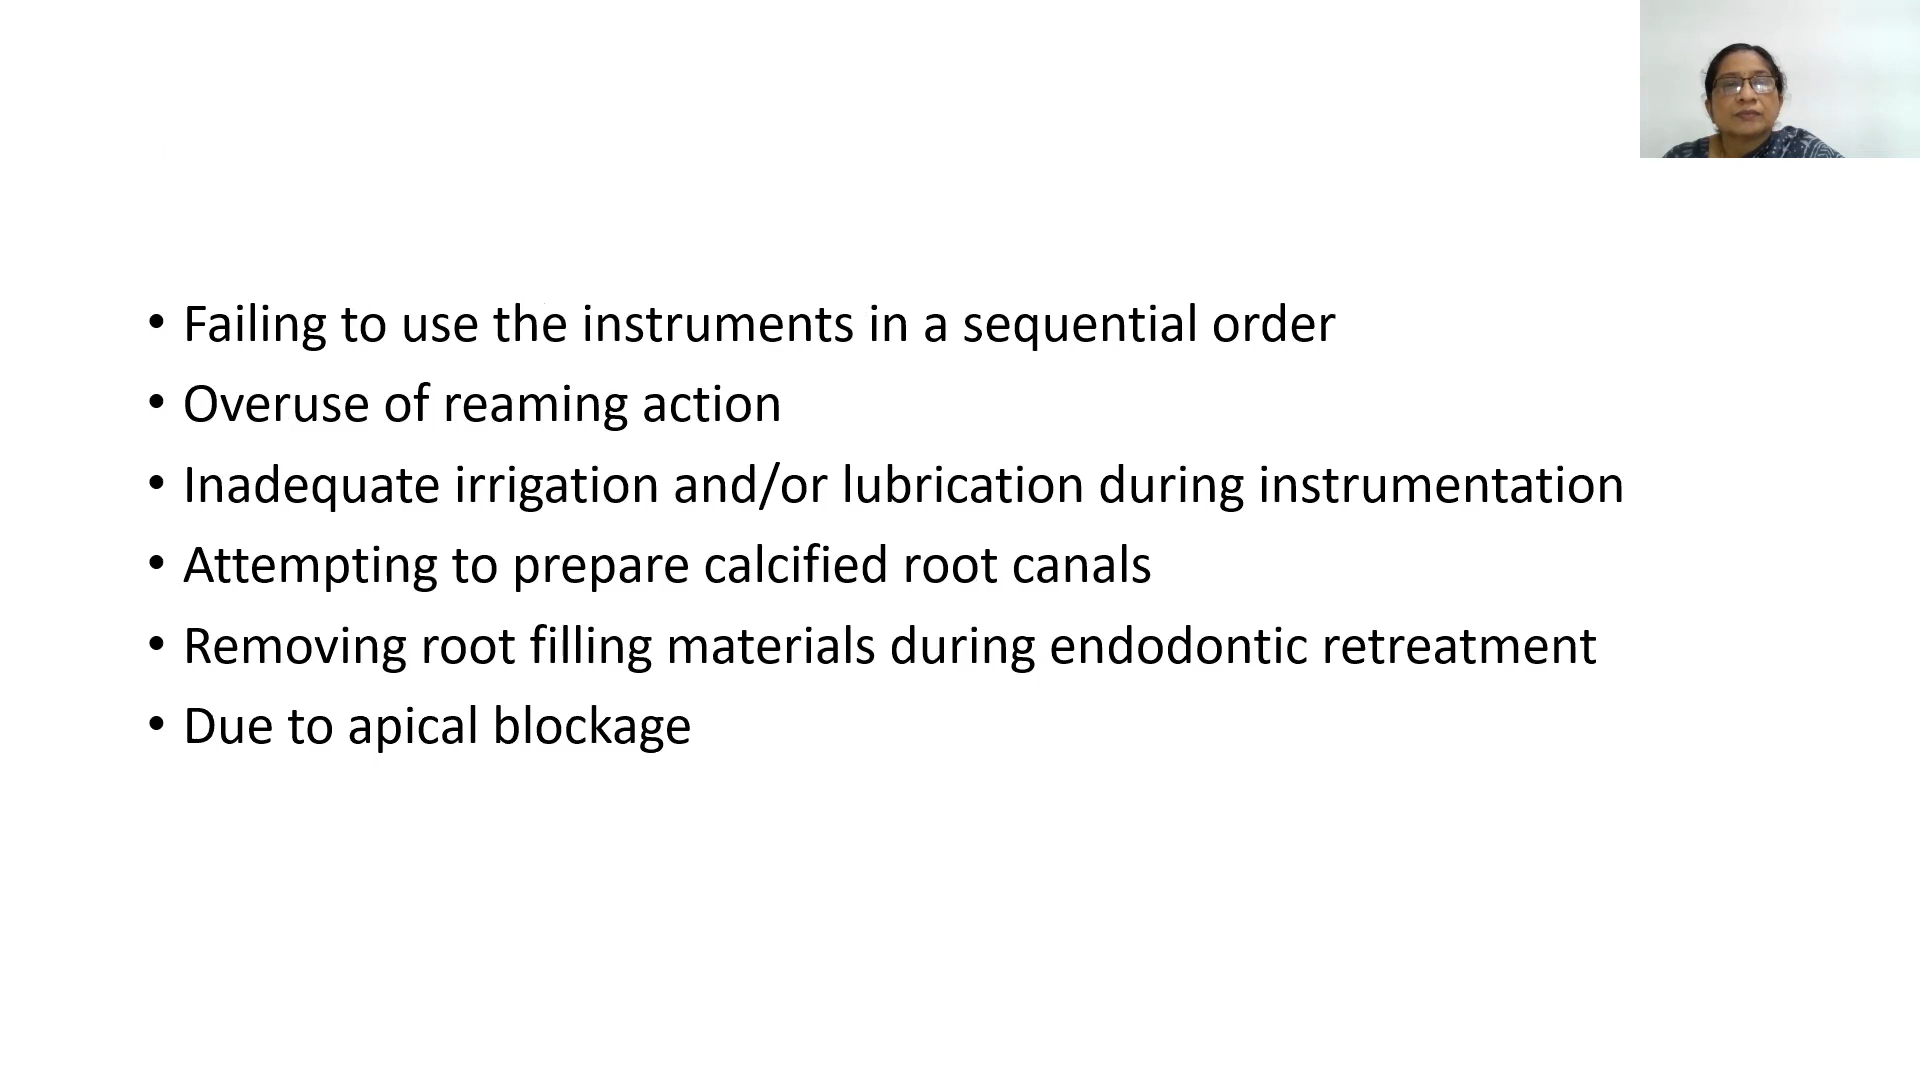 • Failing to use the instruments in a sequential order
• Overuse of reaming action
• Inadequate irrigation and/or lubrication during instrumentation
• Attempting to prepare calcified root canals
• Removing root filling materials during endodontic retreatment
• Due to apical blockage